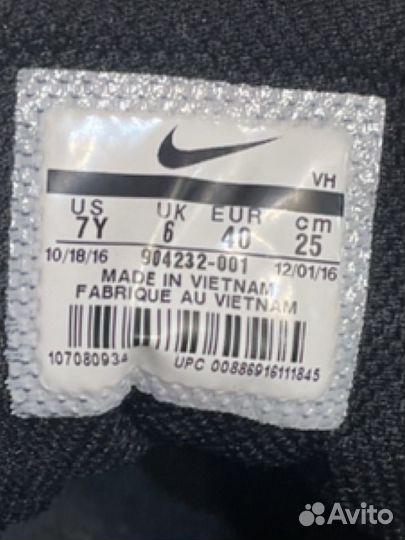 VH
US UK EUR cm
7Y 6 40 25
10/18/16 904232-001 12/01/16
MADE IN VIETNAM
FABRIQUE AU VIETNAM
107080934 UPC 00886916111845
Avito